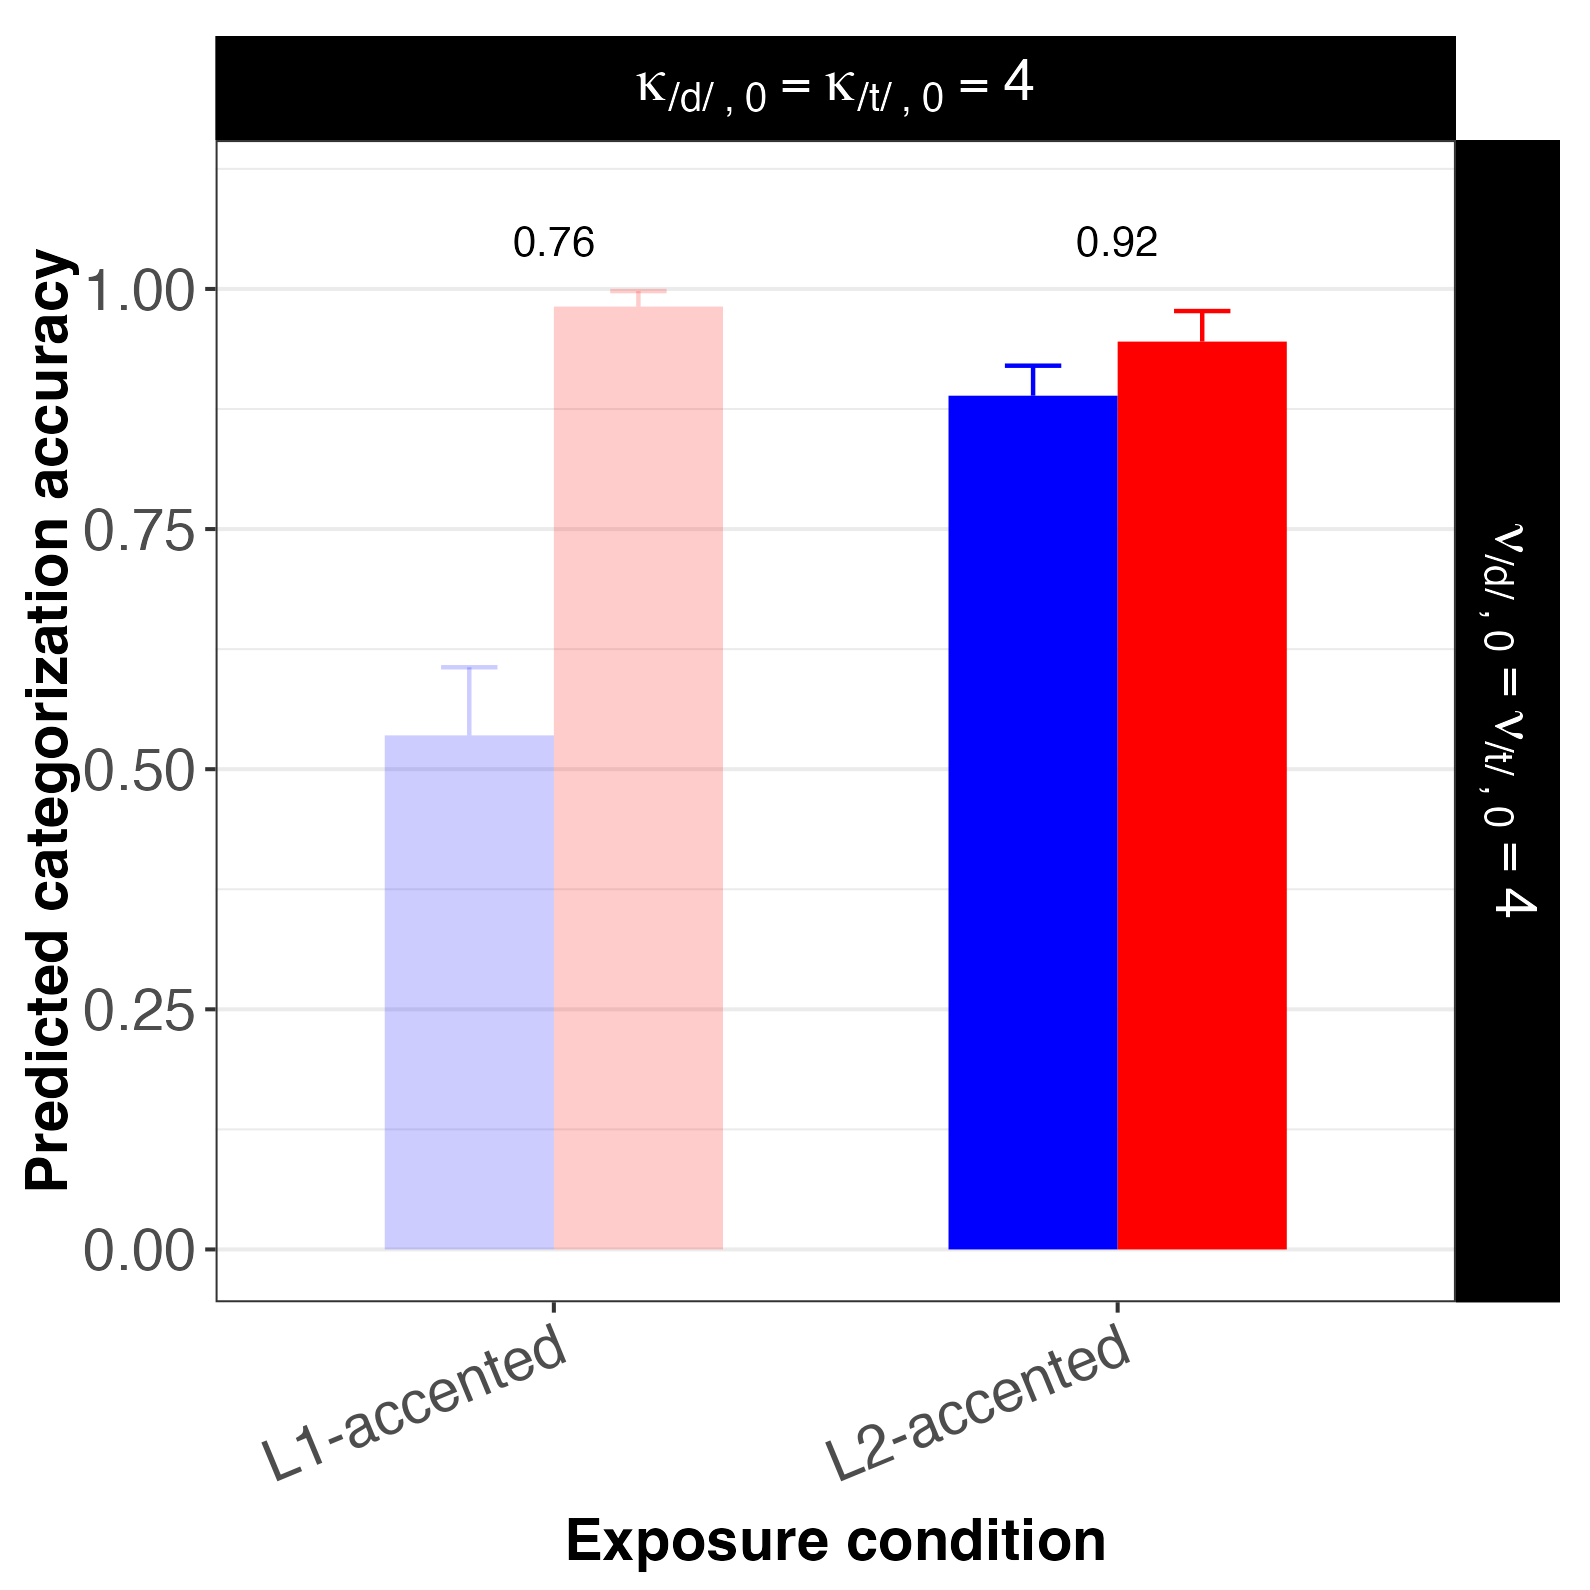 κ/d/ , 0 = κ/t/ , 0 = 4
ν/d/ , 0 = ν/t/ , 0 = 4
Predicted categorization accuracy
1.00
0.75
0.50
0.25
0.00
0.76
0.92
L1-accented
L2-accented
Exposure condition